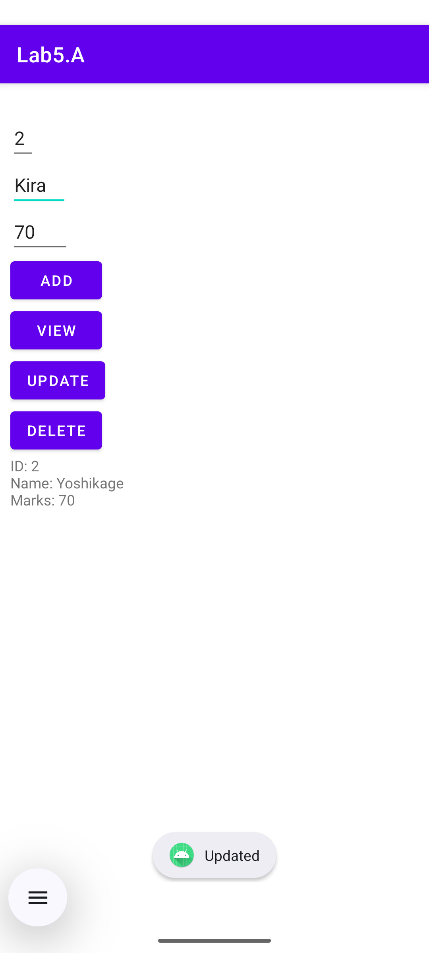 Lab5.A
2
Kira
70
ADD
VIEW
UPDATE
DELETE
ID: 2
Name: Yoshikage
Marks: 70
Updated